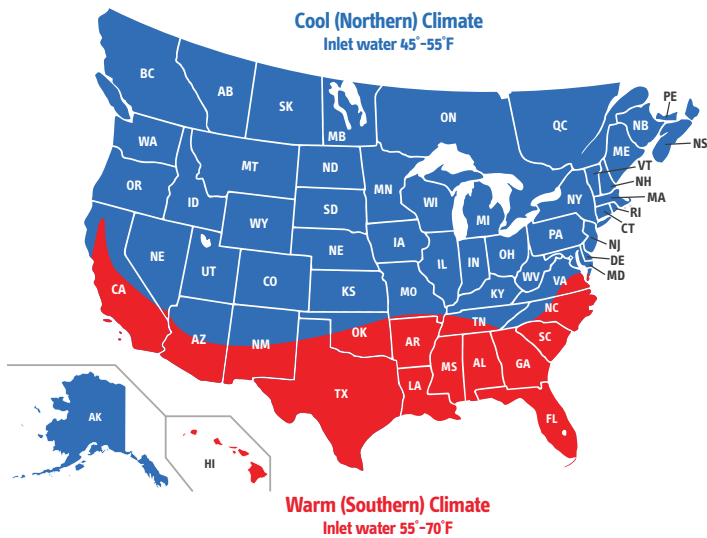 Cool (Northern) Climate
Inlet water 45°-55°F
BC
AB
SK
MB
ON
QC
PE
NB
NS
ME
VT
NH
MA
RI
CT
NJ
DE
MD
WA
OR
ID
MT
ND
MN
SD
WY
WI
MI
NY
PA
NE
UT
CO
NE
IA
IL
IN
OH
KS
MO
KY
WV
VA
CA
AZ
NM
OK
AR
TN
NC
SC
TX
LA
MS
AL
GA
FL
AK
HI
Warm (Southern) Climate
Inlet water 55°-70°F